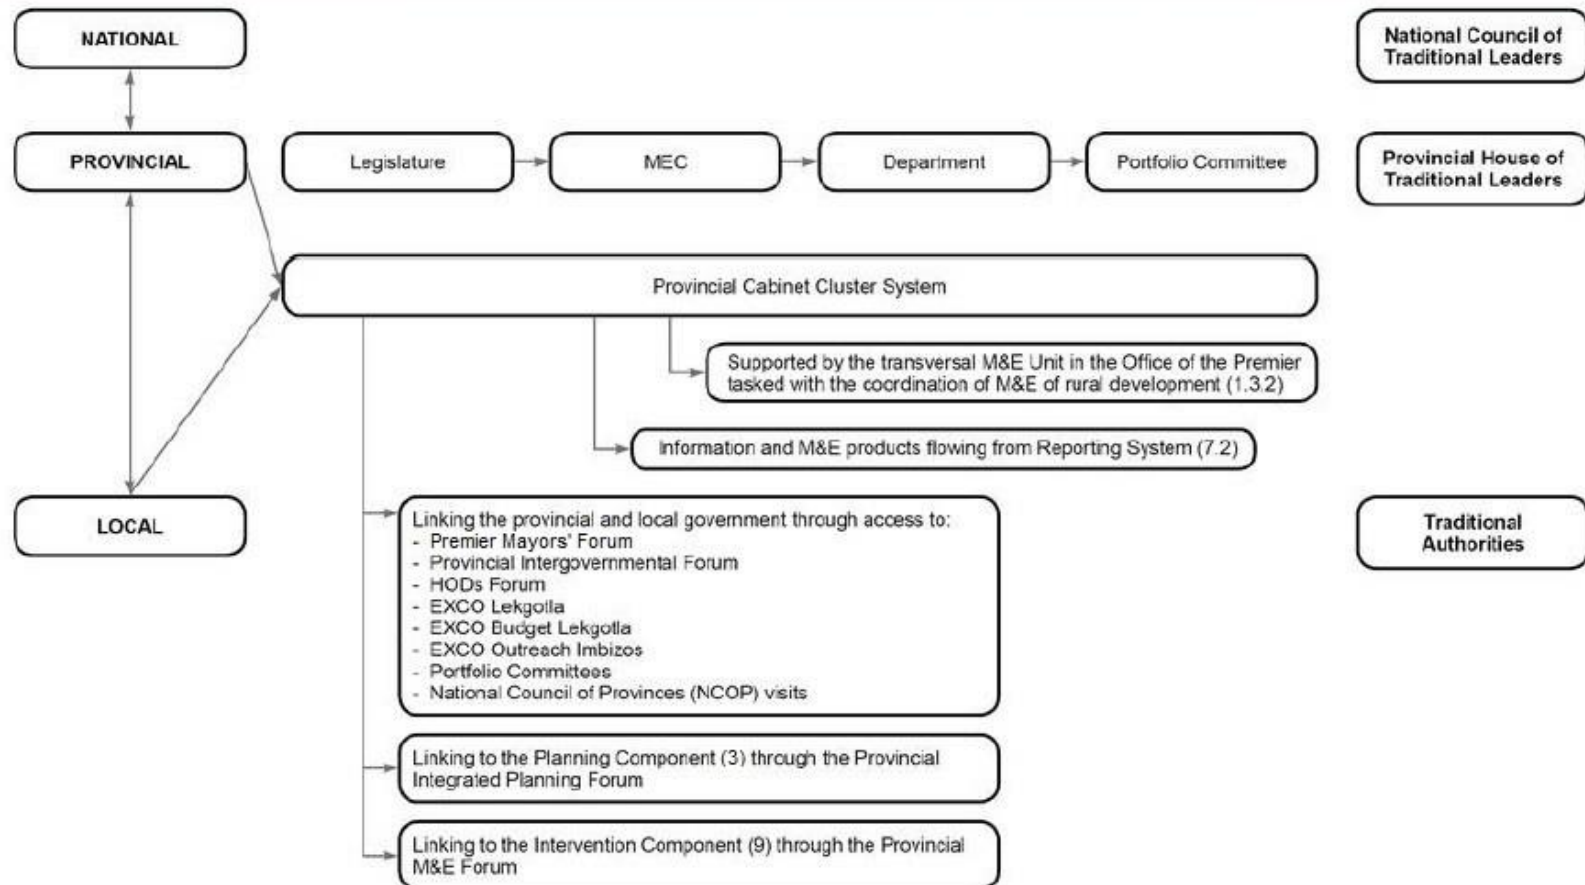 NATIONAL
National Council of
Traditional Leaders
PROVINCIAL
Legislature
MEC
Department
Portfolio Committee
Provincial House of
Traditional Leaders
Provincial Cabinet Cluster System
Supported by the transversal M&E Unit in the Office of the Premier
tasked with the coordination of M&E of rural development (1.3.2)
Information and M&E products flowing from Reporting System (7.2)
LOCAL
Linking the provincial and local government through access to:
- Premier Mayors' Forum
- Provincial Intergovernmental Forum
- HODs Forum
- EXCO Lekgotla
- EXCO Budget Lekgotla
- EXCO Outreach Imbizos
- Portfolio Committees
- National Council of Provinces (NCOP) visits
Traditional
Authorities
Linking to the Planning Component (3) through the Provincial
Integrated Planning Forum
Linking to the Intervention Component (9) through the Provincial
M&E Forum